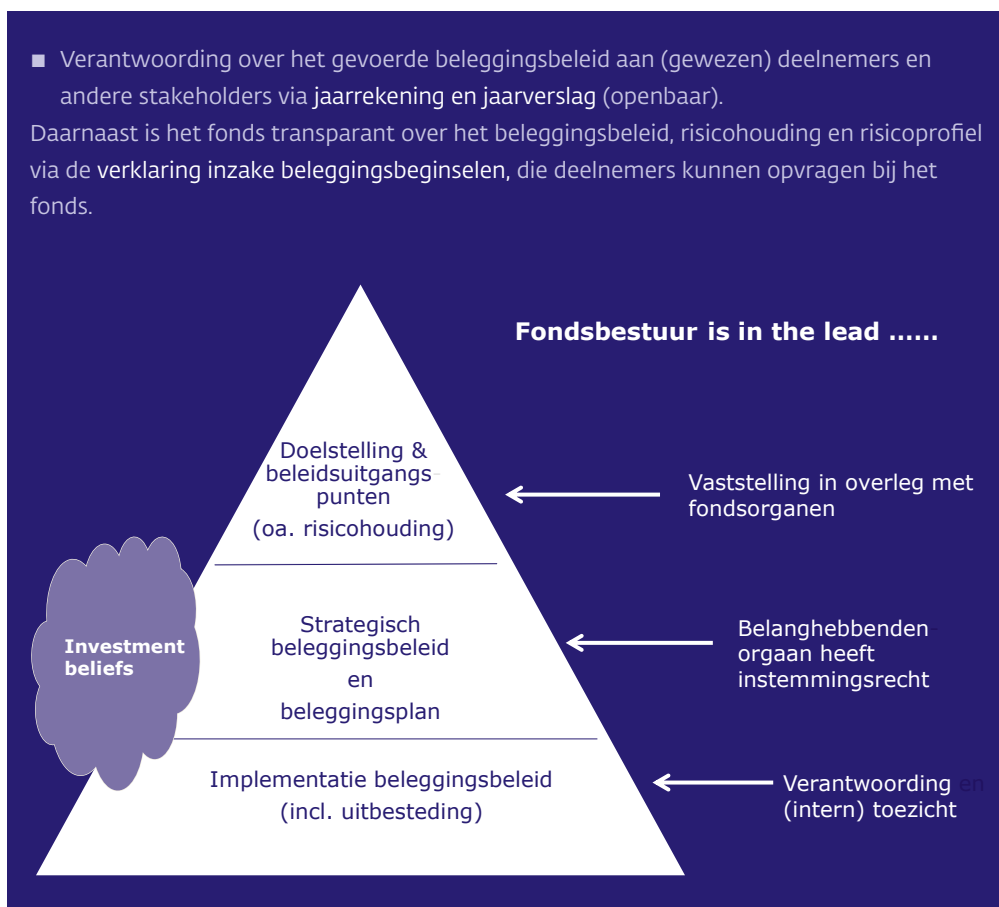 ▪ Verantwoording over het gevoerde beleggingsbeleid aan (gewezen) deelnemers en
andere stakeholders via jaarrekening en jaarverslag (openbaar).
Daarnaast is het fonds transparant over het beleggingsbeleid, risicohouding en risicoprofiel
via de verklaring inzake beleggingsbeginselen, die deelnemers kunnen opvragen bij het
fonds.
Fondsbestuur is in the lead ......
Doelstelling &
beleidsuitgangs-
punten
(oa. risicohouding)
Vaststelling in overleg met
fondsorganen
Investment
beliefs
Strategisch
beleggingsbeleid
en
beleggingsplan
Belanghebbenden
orgaan heeft
instemmingsrecht
Implementatie beleggingsbeleid
(incl. uitbesteding)
Verantwoording en
(intern) toezicht